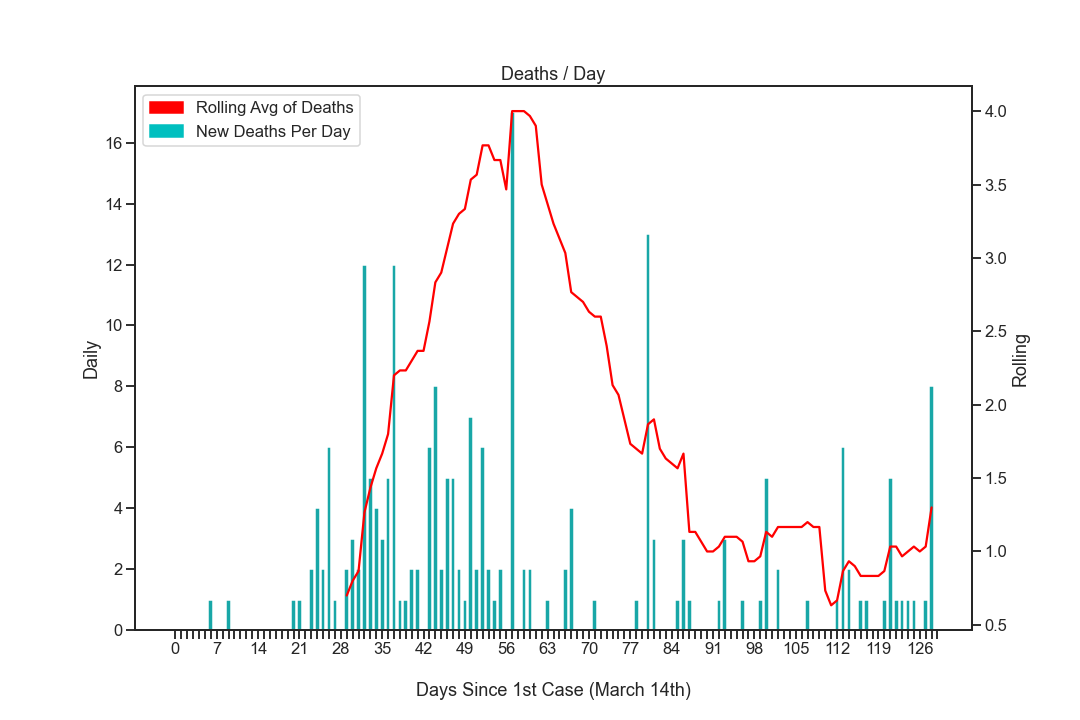 Deaths / Day
Rolling Avg of Deaths
New Deaths Per Day
16
14
12
10
8
6
4
2
0
Daily
4.0
3.5
3.0
2.5
2.0
1.5
1.0
0.5
Rolling
0 7 14 21 28 35 42 49 56 63 70 77 84 91 98 105 112 119 126
Days Since 1st Case (March 14th)